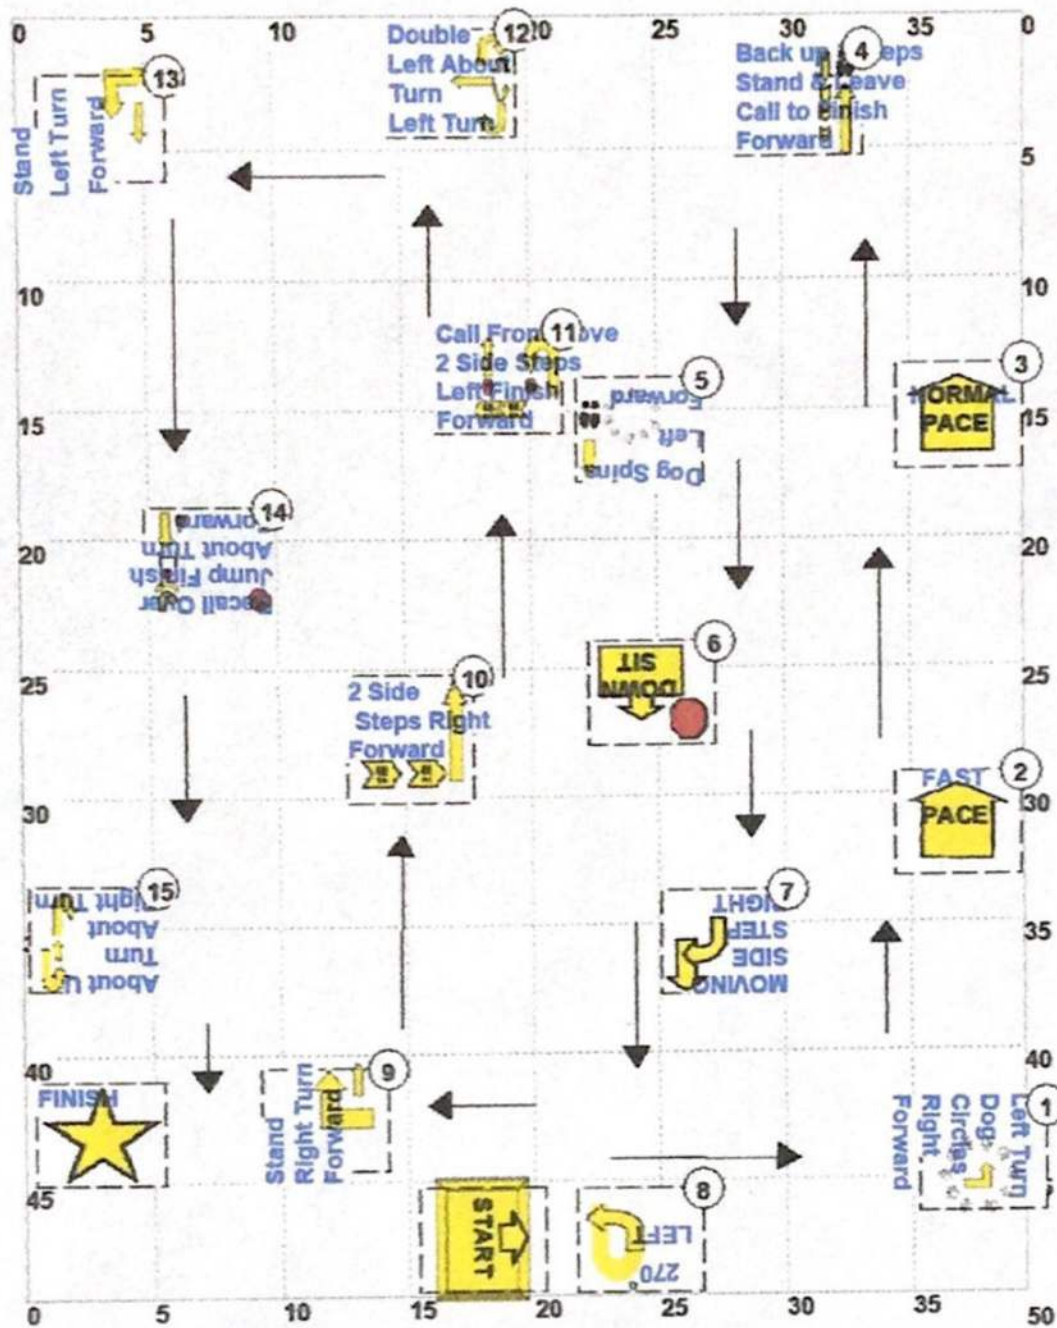 0 5 10 15 20 25 30 35 0
13
Stand
Left Turn
Forward
12
Double
Left About
Turn
Left Turn
4
Back up
Stand & Leave
Call to Finish
Forward
5
5
10
10
11
Call From
2 Side Steps
Left Finish
Forward
5
Dog Spins
Left
Forward
3
NORMAL
PACE
15
15
14
Recall Over
Jump Finish
About Turn
Forward
20
20
6
SIT
DOWN
25
25
10
2 Side
Steps Right
Forward
2
FAST
PACE
30
30
15
About U
Turn
About
Right Turn
7
MOVING
SIDE
STEP
RIGHT
35
40
40
FINISH
9
Stand
Right Turn
Forward
1
Left Turn
Dog
Circles
Right
Forward
45
START
8
270°
LEFT
0 5 10 15 20 25 30 35 50